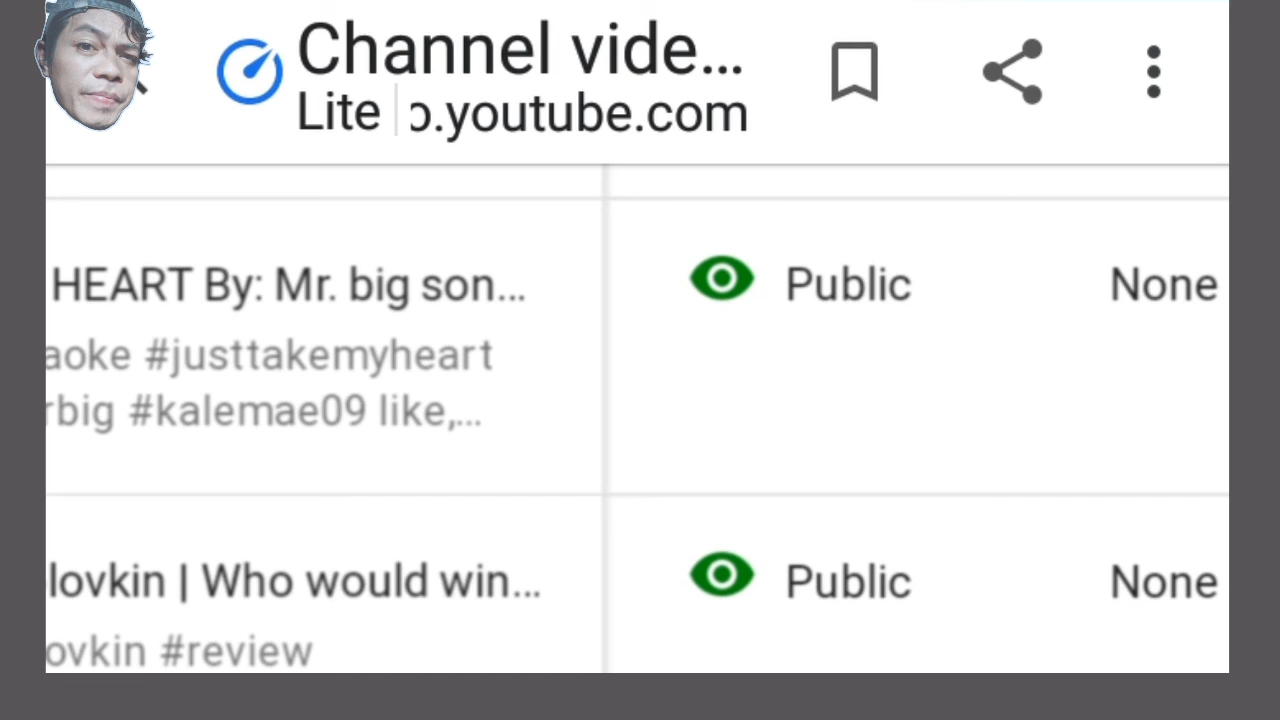 Channel vide...
Lite o.youtube.com
HEART By: Mr. big son... Public None
aoke #justtakemyheart
rbig #kalemae09 like,...
lovkin | Who would win... Public None
ovkin #review